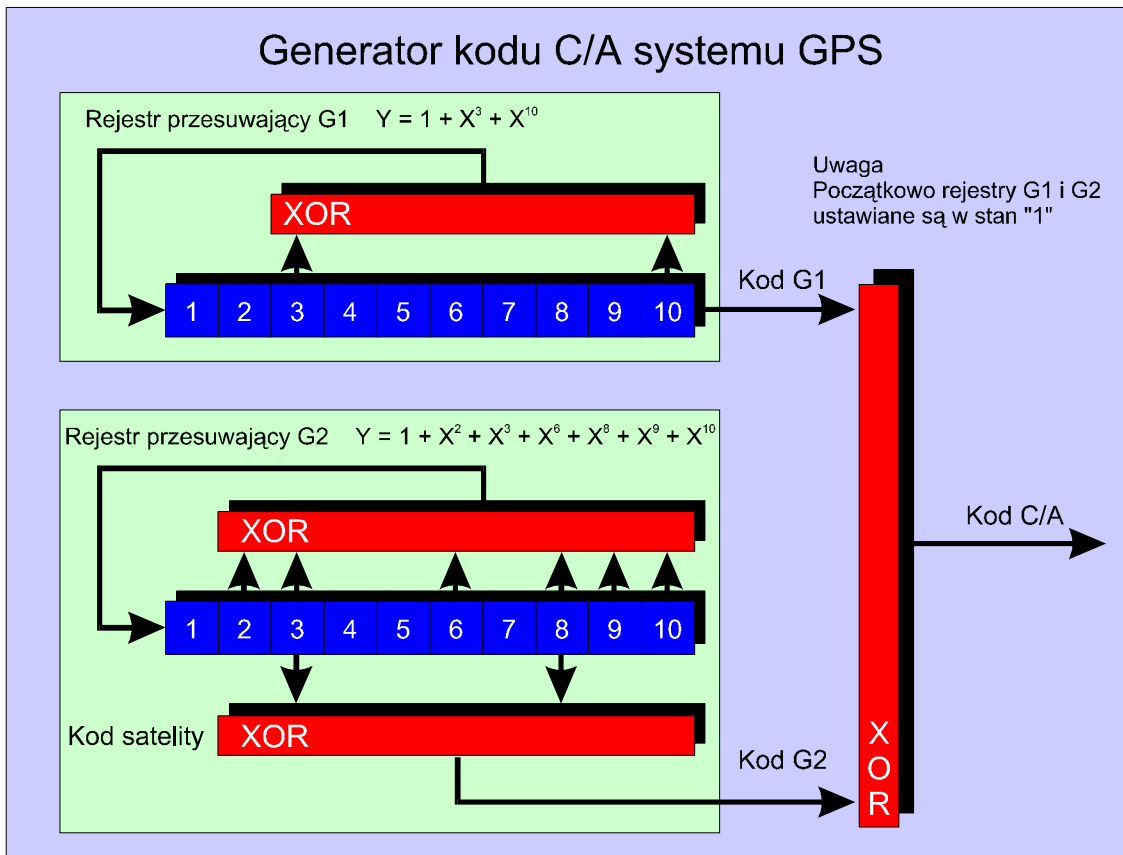 Generator kodu C/A systemu GPS
Rejestr przesuwający G1 Y = 1 + X³ + X¹⁰
XOR
1 2 3 4 5 6 7 8 9 10
Kod G1
Uwaga
Początkowo rejestry G1 i G2
ustawiane są w stan "1"
Rejestr przesuwający G2 Y = 1 + X² + X³ + X⁶ + X⁸ + X⁹ + X¹⁰
XOR
1 2 3 4 5 6 7 8 9 10
Kod satelity
XOR
Kod G2
XOR
Kod C/A